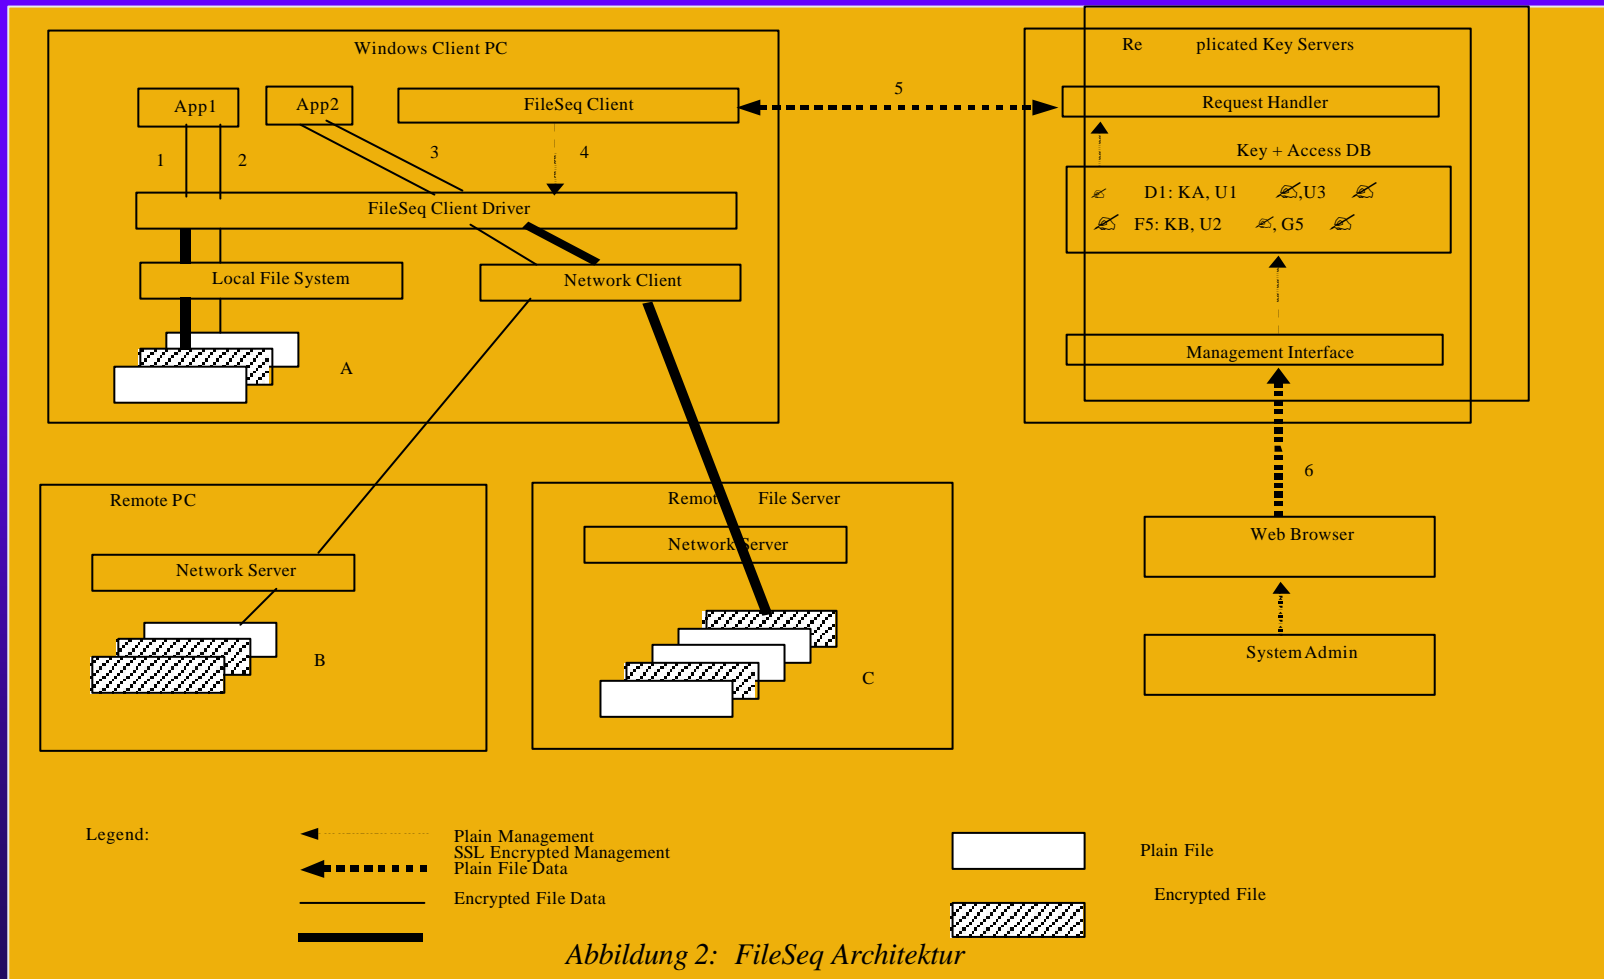 Windows Client PC
App1
App2
FileSeq Client
1
2
3
4
FileSeq Client Driver
Local File System
Network Client
A
5
Re plicated Key Servers
Request Handler
Key + Access DB
D1: KA, U1 ,U3
F5: KB, U2 , G5
Management Interface
6
Web Browser
System Admin
Remote PC
Network Server
B
Remot File Server
Network Server
C
Legend:
Plain Management
SSL Encrypted Management
Plain File Data
Encrypted File Data
Plain File
Encrypted File
Abbildung 2: FileSeq Architektur